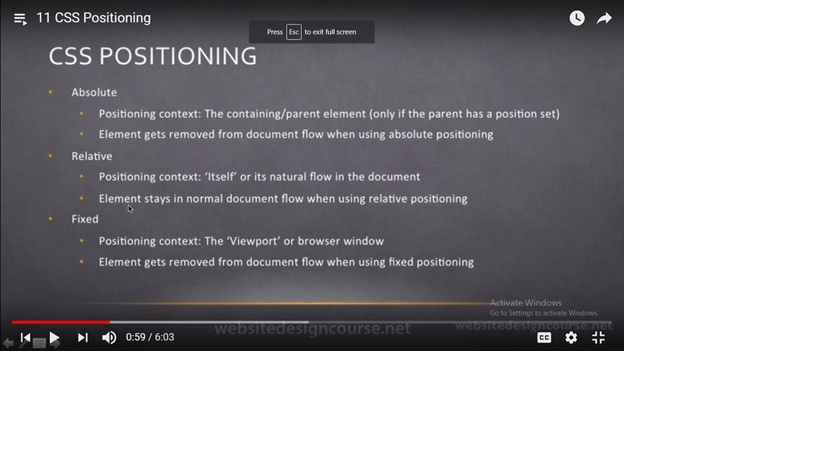 11 CSS Positioning
Press Esc to exit full screen
CSS POSITIONING
• Absolute
• Positioning context: The containing/parent element (only if the parent has a position set)
• Element gets removed from document flow when using absolute positioning
• Relative
• Positioning context: ‘Itself’ or its natural flow in the document
• Element stays in normal document flow when using relative positioning
• Fixed
• Positioning context: The ‘Viewport’ or browser window
• Element gets removed from document flow when using fixed positioning
Activate Windows
Go to Settings to activate Windows.
websitedesigncourse.net websitedesigncourse.net
0:59 / 6:03 CC